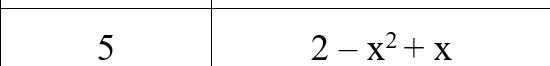 5 2 – x² + x